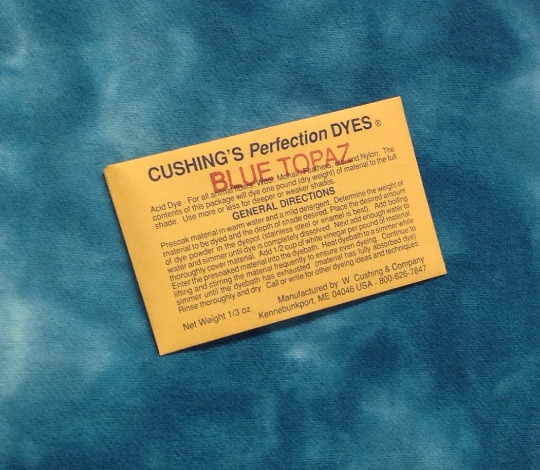 CUSHING'S Perfection DYES ®
BLUE TOPAZ
Acid Dye. For all animal fibers, Wool, Mohair, Feathers, and Nylon. The
contents of this package will dye one pound (dry weight) of material to the full
shade. Use more or less for deeper or weaker shades.
GENERAL DIRECTIONS
Presoak material in warm water and a mild detergent. Determine the weight of
material to be dyed and the depth of shade desired. Place the desired amount
of dye powder in the dyepot (stainless steel or enamel is best). Add boiling
water and simmer until dye is completely dissolved. Next add enough water to
thoroughly cover material. Add 1/2 cup of white vinegar per pound of material
Enter the presoaked material into the dyebath. Heat dyebath to a simmer while
lifting and stirring the material frequently to ensure even dyeing. Continue to
simmer until the dyebath has exhausted (material has fully absorbed dye)
Rinse thoroughly and dry. Call or write for other dyeing ideas and techniques
Manufactured by W. Cushing & Company
Net Weight 1/3 oz. Kennebunkport, ME 04046 USA - 800-626-7847